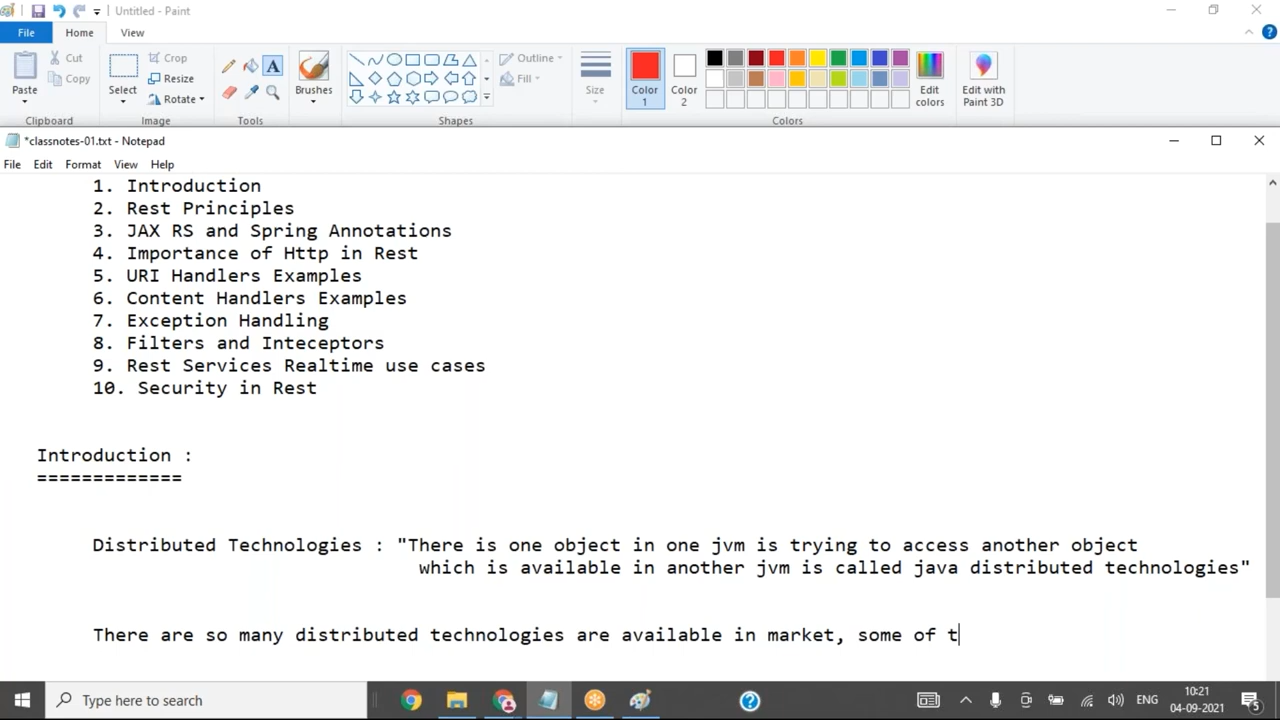 Untitled - Paint
File
Home
View
Paste
Cut
Copy
Clipboard
Select
Crop
Resize
Rotate
Image
Tools
Brushes
Shapes
Outline
Fill
Size
Color 1
Color 2
Edit colors
Edit with Paint 3D
Colors
*classnotes-01.txt - Notepad
File Edit Format View Help
1. Introduction
2. Rest Principles
3. JAX RS and Spring Annotations
4. Importance of Http in Rest
5. URI Handlers Examples
6. Content Handlers Examples
7. Exception Handling
8. Filters and Inteceptors
9. Rest Services Realtime use cases
10. Security in Rest
Introduction :
=============
Distributed Technologies : "There is one object in one jvm is trying to access another object
which is available in another jvm is called java distributed technologies"
There are so many distributed technologies are available in market, some of t
Type here to search
ENG
10:21
04-09-2021
5